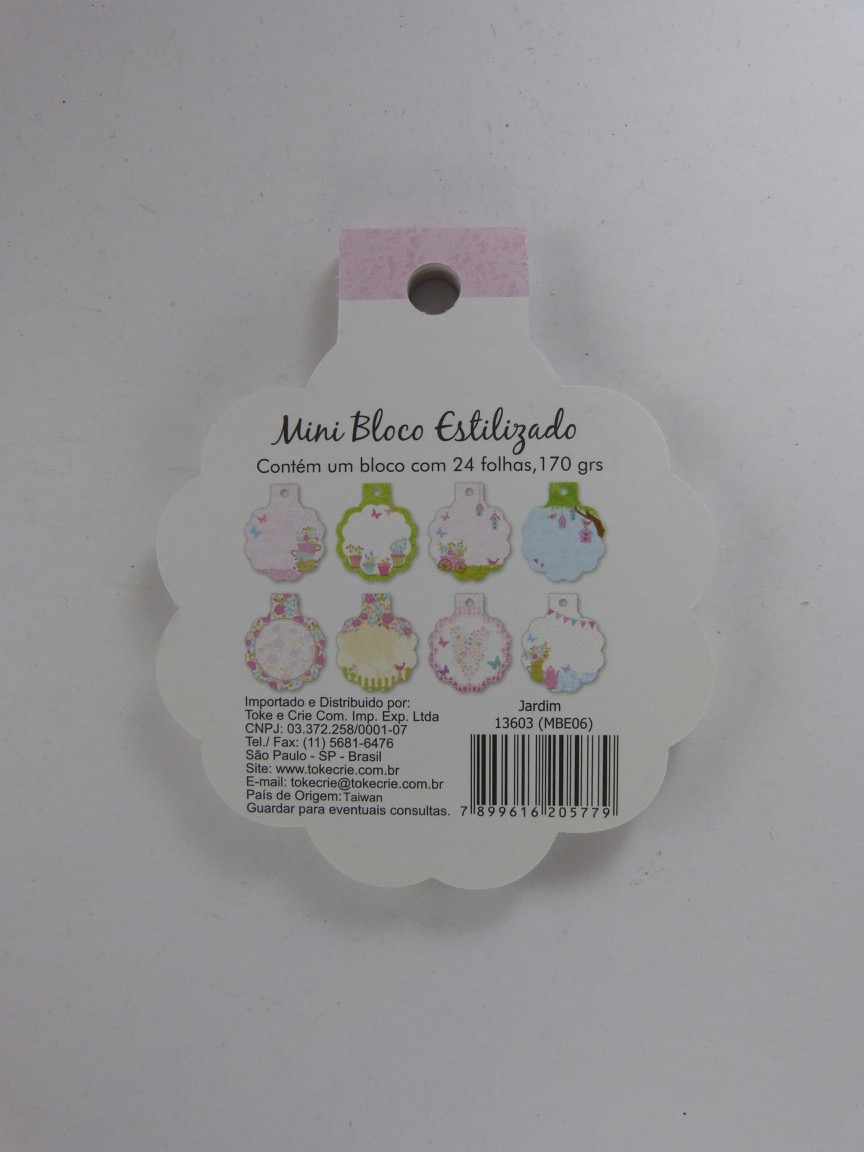 Mini Bloco Estilizado
Contém um bloco com 24 folhas,170 grs
Importado e Distribuido por:
Toke e Crie Com. Imp. Exp. Ltda
CNPJ: 03.372.258/0001-07
Tel./ Fax: (11) 5681-6476
São Paulo - SP - Brasil
Site: www.tokecrie.com.br
E-mail: tokecrie@tokecrie.com.br
País de Origem: Taiwan
Guardar para eventuais consultas.
Jardim
13603 (MBE06)
7 899616 205779